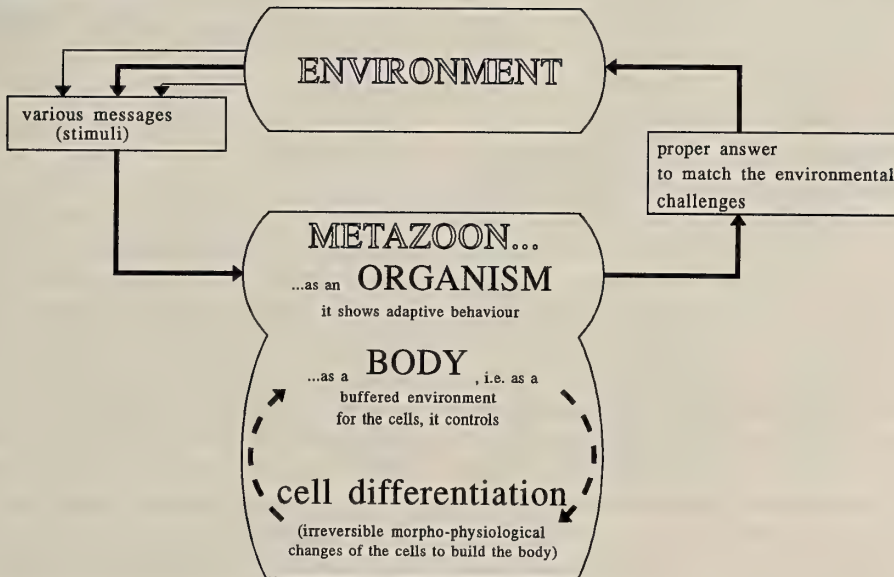 ENVIRONMENT
various messages
(stimuli)
proper answer
to match the environmental
challenges
METAZOON...
...as an ORGANISM
it shows adaptive behaviour
...as a BODY , i.e. as a
buffered environment
for the cells, it controls
cell differentiation
(irreversible morpho-physiological
changes of the cells to build the body)